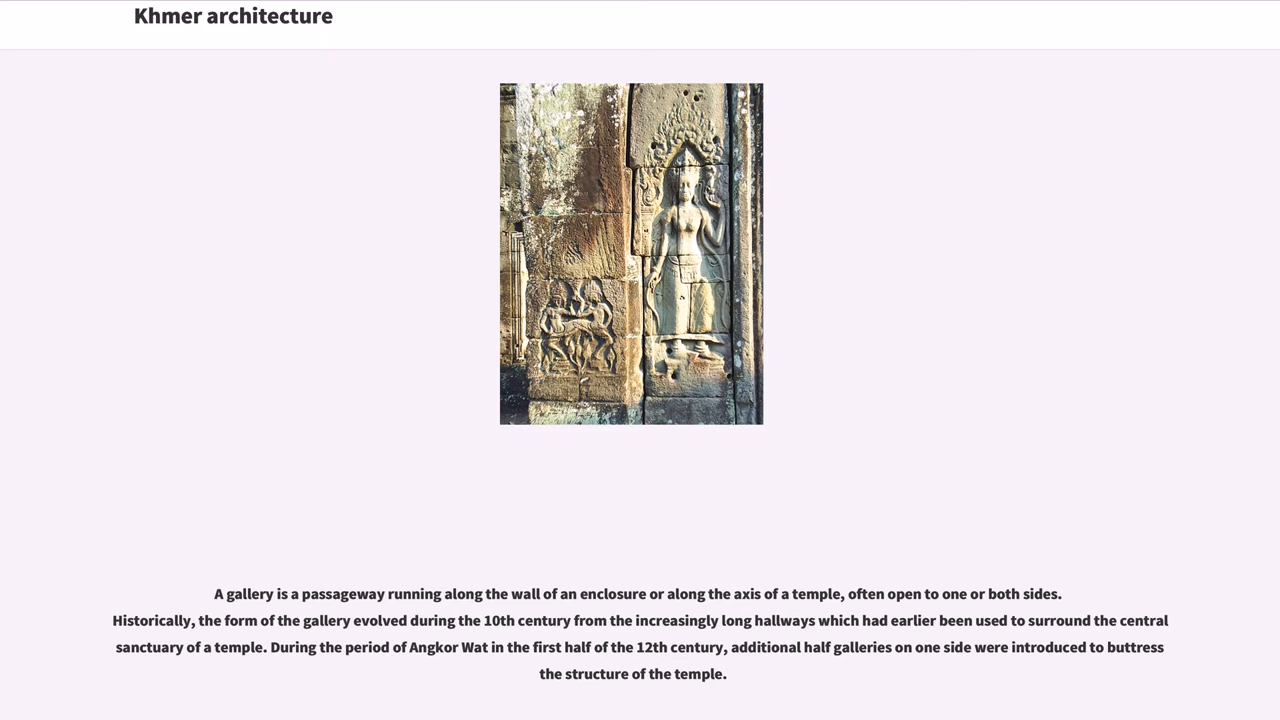 Khmer architecture
A gallery is a passageway running along the wall of an enclosure or along the axis of a temple, often open to one or both sides.
Historically, the form of the gallery evolved during the 10th century from the increasingly long hallways which had earlier been used to surround the central
sanctuary of a temple. During the period of Angkor Wat in the first half of the 12th century, additional half galleries on one side were introduced to buttress
the structure of the temple.